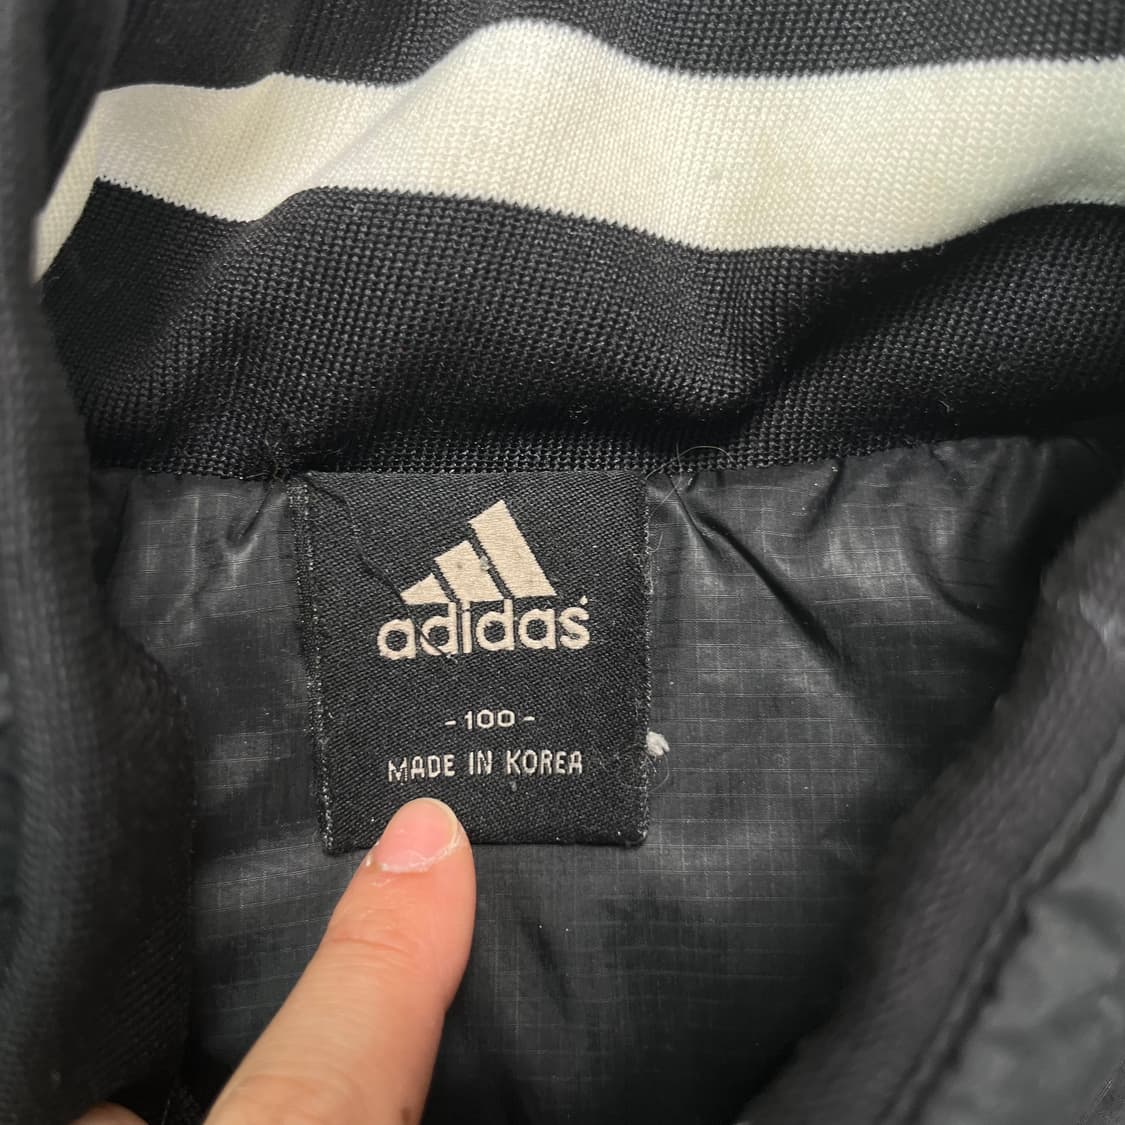 adidas
-100-
MADE IN KOREA